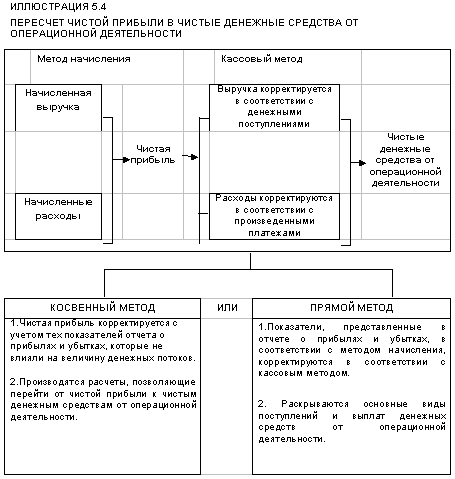 ИЛЛЮСТРАЦИЯ 5.4
ПЕРЕСЧЕТ ЧИСТОЙ ПРИБЫЛИ В ЧИСТЫЕ ДЕНЕЖНЫЕ СРЕДСТВА ОТ
ОПЕРАЦИОННОЙ ДЕЯТЕЛЬНОСТИ
Метод начисления
Кассовый метод
Начисленная
выручка
Выручка корректируется
в соответствии с
денежными
поступлениями
Чистая
прибыль
Чистые
денежные
средства от
операционной
деятельности
Начисленные
расходы
Расходы корректируются
в соответствии с
произведенными
платежами
КОСВЕННЫЙ МЕТОД
1.Чистая прибыль корректируется с
учетом тех показателей отчета о
прибылях и убытках, которые не
влияли на величину денежных потоков.
2.Производятся расчеты, позволяющие
перейти от чистой прибыли к чистым
денежным средствам от операционной
деятельности.
ИЛИ
ПРЯМОЙ МЕТОД
1.Показатели, представленные в
отчете о прибылях и убытках, в
соответствии с методом начисления,
корректируются в соответствии с
кассовым методом.
2. Раскрываются основные виды
поступлений и выплат денежных
средств от операционной
деятельности.